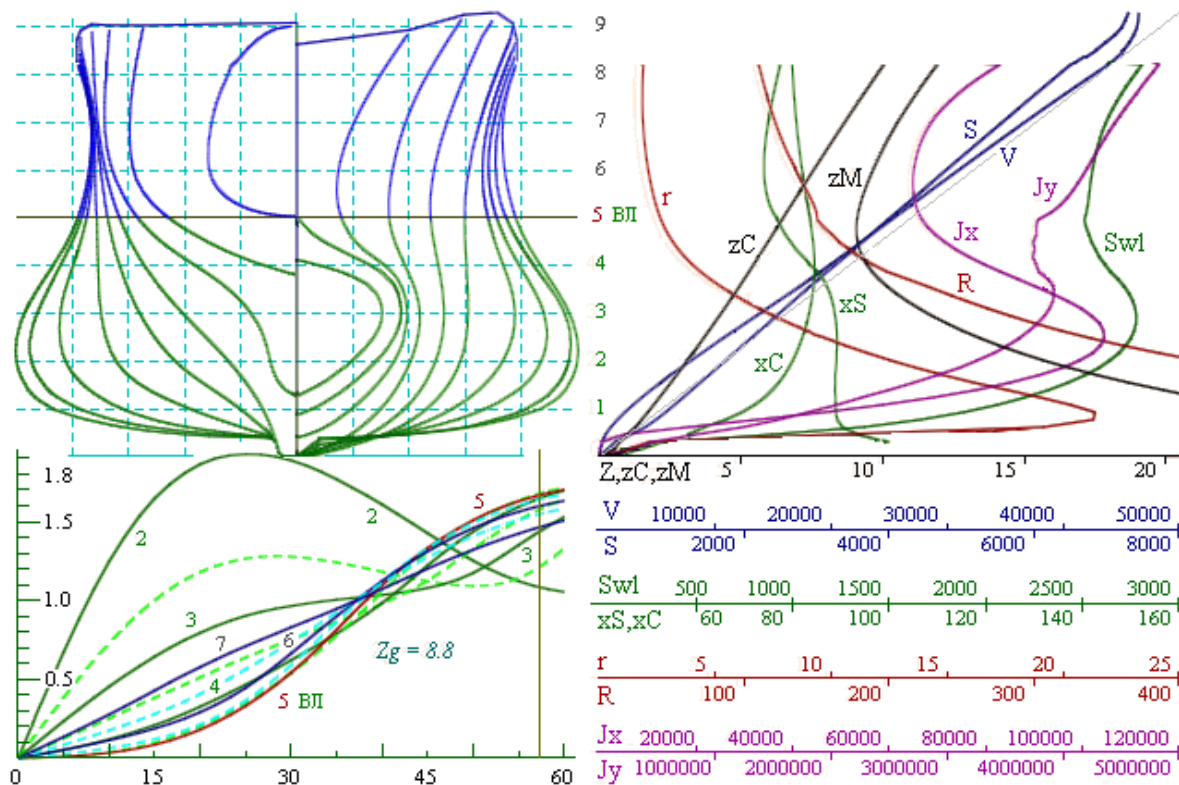 9
8
7
6
5 ВЛ
4
3
2
1
S
V
zM
r
zC
Jy
Jx
Swl
R
xS
xC
Z,zC,zM 5 10 15 20
V 10000 20000 30000 40000 50000
S 2000 4000 6000 8000
Swl 500 1000 1500 2000 2500 3000
xS,xC 60 80 100 120 140 160
r 5 10 15 20 25
R 100 200 300 400
Jx 20000 40000 60000 80000 100000 120000
Jy 1000000 2000000 3000000 4000000 5000000
1.8
1.5
1.0
0.5
2
2
5
3
3
7
6
4
5 ВЛ
Zg = 8.8
0 15 30 45 60